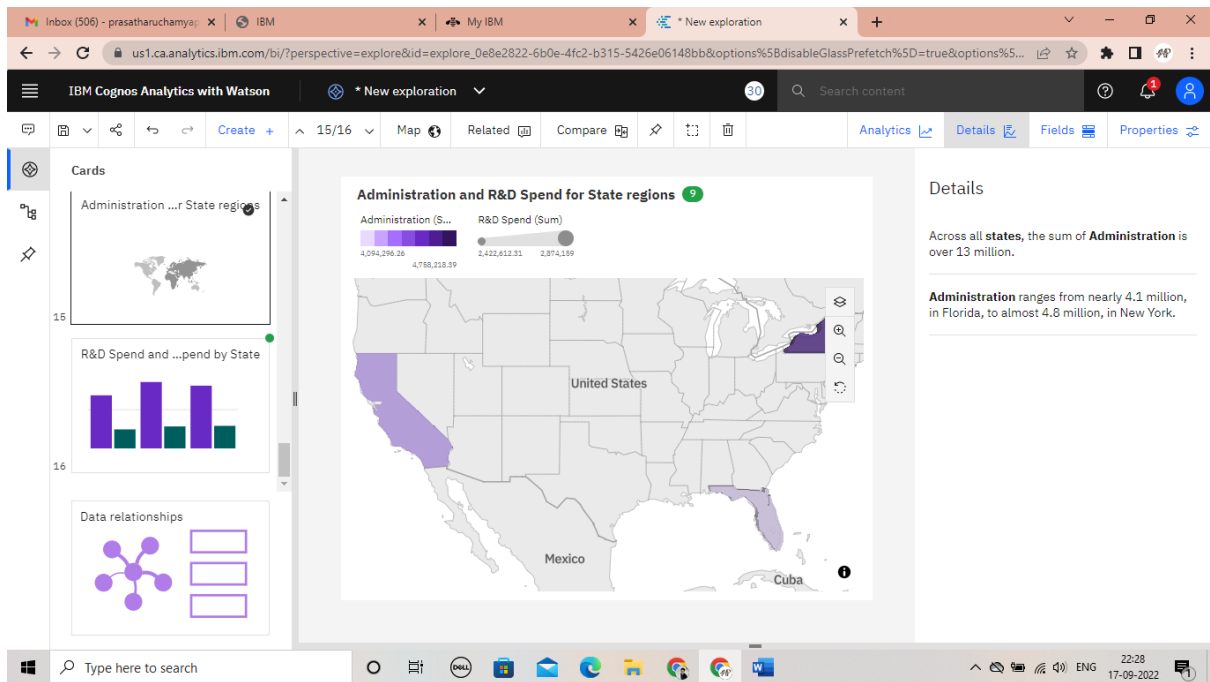 Inbox (506) - prasatharuchamyap
IBM
My IBM
* New exploration
us1.ca.analytics.ibm.com/bi/?perspective=explore&id=explore_0e8e2822-6b0e-4fc2-b315-5426e06148bb&options%5BdisableGlassPrefetch%5D=true&options%5...
IBM Cognos Analytics with Watson
* New exploration
30
Search content
1
Create +
15/16
Map
Related
Compare
Analytics
Details
Fields
Properties
Cards
Administration ...r State regions
15
R&D Spend and ...pend by State
16
Data relationships
Administration and R&D Spend for State regions 9
Administration (S...
R&D Spend (Sum)
4,094,296.26
4,758,218.59
2,422,612.31
2,874,159
United States
Mexico
Cuba
Details
Across all states, the sum of Administration is
over 13 million.
Administration ranges from nearly 4.1 million,
in Florida, to almost 4.8 million, in New York.
Type here to search
DELL
ENG
22:28
17-09-2022
1